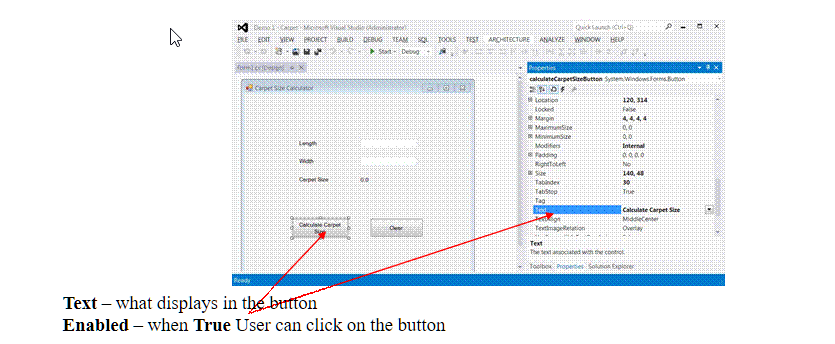 Demo 1 - Carpet - Microsoft Visual Studio (Administrator)
Quick Launch (Ctrl+Q)
FILE EDIT VIEW PROJECT BUILD DEBUG TEAM SQL TOOLS TEST ARCHITECTURE ANALYZE WINDOW HELP
Start Debug
Form1.cs [Design]
Properties
calculateCarpetSizeButton System.Windows.Forms.Button
Carpet Size Calculator
Location 120, 314
Locked False
Margin 4, 4, 4, 4
MaximumSize 0, 0
MinimumSize 0, 0
Modifiers Internal
Padding 0, 0, 0, 0
RightToLeft No
Size 140, 48
TabIndex 30
TabStop True
Tag
Text Calculate Carpet Size
TextAlign MiddleCenter
TextImageRelation Overlay
Length
Width
Carpet Size 0.0
Calculate Carpet
Size
Clear
Text
The text associated with the control.
Toolbox Properties Solution Explorer
Ready
Text – what displays in the button
Enabled – when True User can click on the button